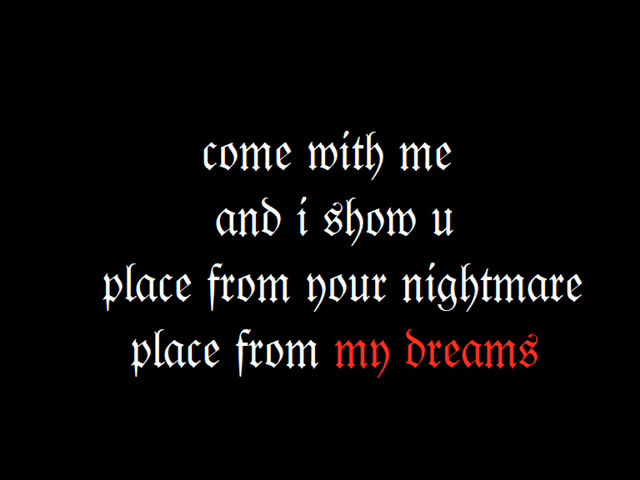 come with me
and i show u
place from your nightmare
place from my dreams